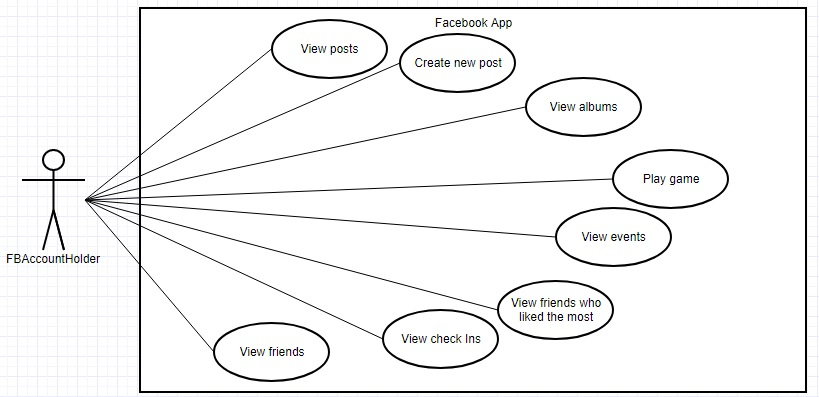 Facebook App
View posts
Create new post
View albums
Play game
View events
FBAccountHolder
View friends who
liked the most
View check Ins
View friends